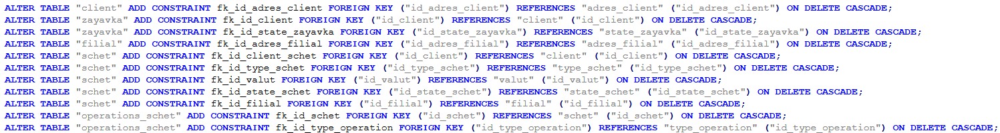 ALTER TABLE "client" ADD CONSTRAINT fk_id_adres_client FOREIGN KEY ("id_adres_client") REFERENCES "adres_client" ("id_adres_client") ON DELETE CASCADE;
ALTER TABLE "zayavka" ADD CONSTRAINT fk_id_client FOREIGN KEY ("id_client") REFERENCES "client" ("id_client") ON DELETE CASCADE;
ALTER TABLE "zayavka" ADD CONSTRAINT fk_id_state_zayavka FOREIGN KEY ("id_state_zayavka") REFERENCES "state_zayavka" ("id_state_zayavka") ON DELETE CASCADE;
ALTER TABLE "filial" ADD CONSTRAINT fk_id_adres_filial FOREIGN KEY ("id_adres_filial") REFERENCES "adres_filial" ("id_adres_filial") ON DELETE CASCADE;
ALTER TABLE "schet" ADD CONSTRAINT fk_id_client_schet FOREIGN KEY ("id_client") REFERENCES "client" ("id_client") ON DELETE CASCADE;
ALTER TABLE "schet" ADD CONSTRAINT fk_id_type_schet FOREIGN KEY ("id_type_schet") REFERENCES "type_schet" ("id_type_schet") ON DELETE CASCADE;
ALTER TABLE "schet" ADD CONSTRAINT fk_id_valut FOREIGN KEY ("id_valut") REFERENCES "valut" ("id_valut") ON DELETE CASCADE;
ALTER TABLE "schet" ADD CONSTRAINT fk_id_state_schet FOREIGN KEY ("id_state_schet") REFERENCES "state_schet" ("id_state_schet") ON DELETE CASCADE;
ALTER TABLE "schet" ADD CONSTRAINT fk_id_filial FOREIGN KEY ("id_filial") REFERENCES "filial" ("id_filial") ON DELETE CASCADE;
ALTER TABLE "operations_schet" ADD CONSTRAINT fk_id_schet FOREIGN KEY ("id_schet") REFERENCES "schet" ("id_schet") ON DELETE CASCADE;
ALTER TABLE "operations_schet" ADD CONSTRAINT fk_id_type_operation FOREIGN KEY ("id_type_operation") REFERENCES "type_operation" ("id_type_operation") ON DELETE CASCADE;